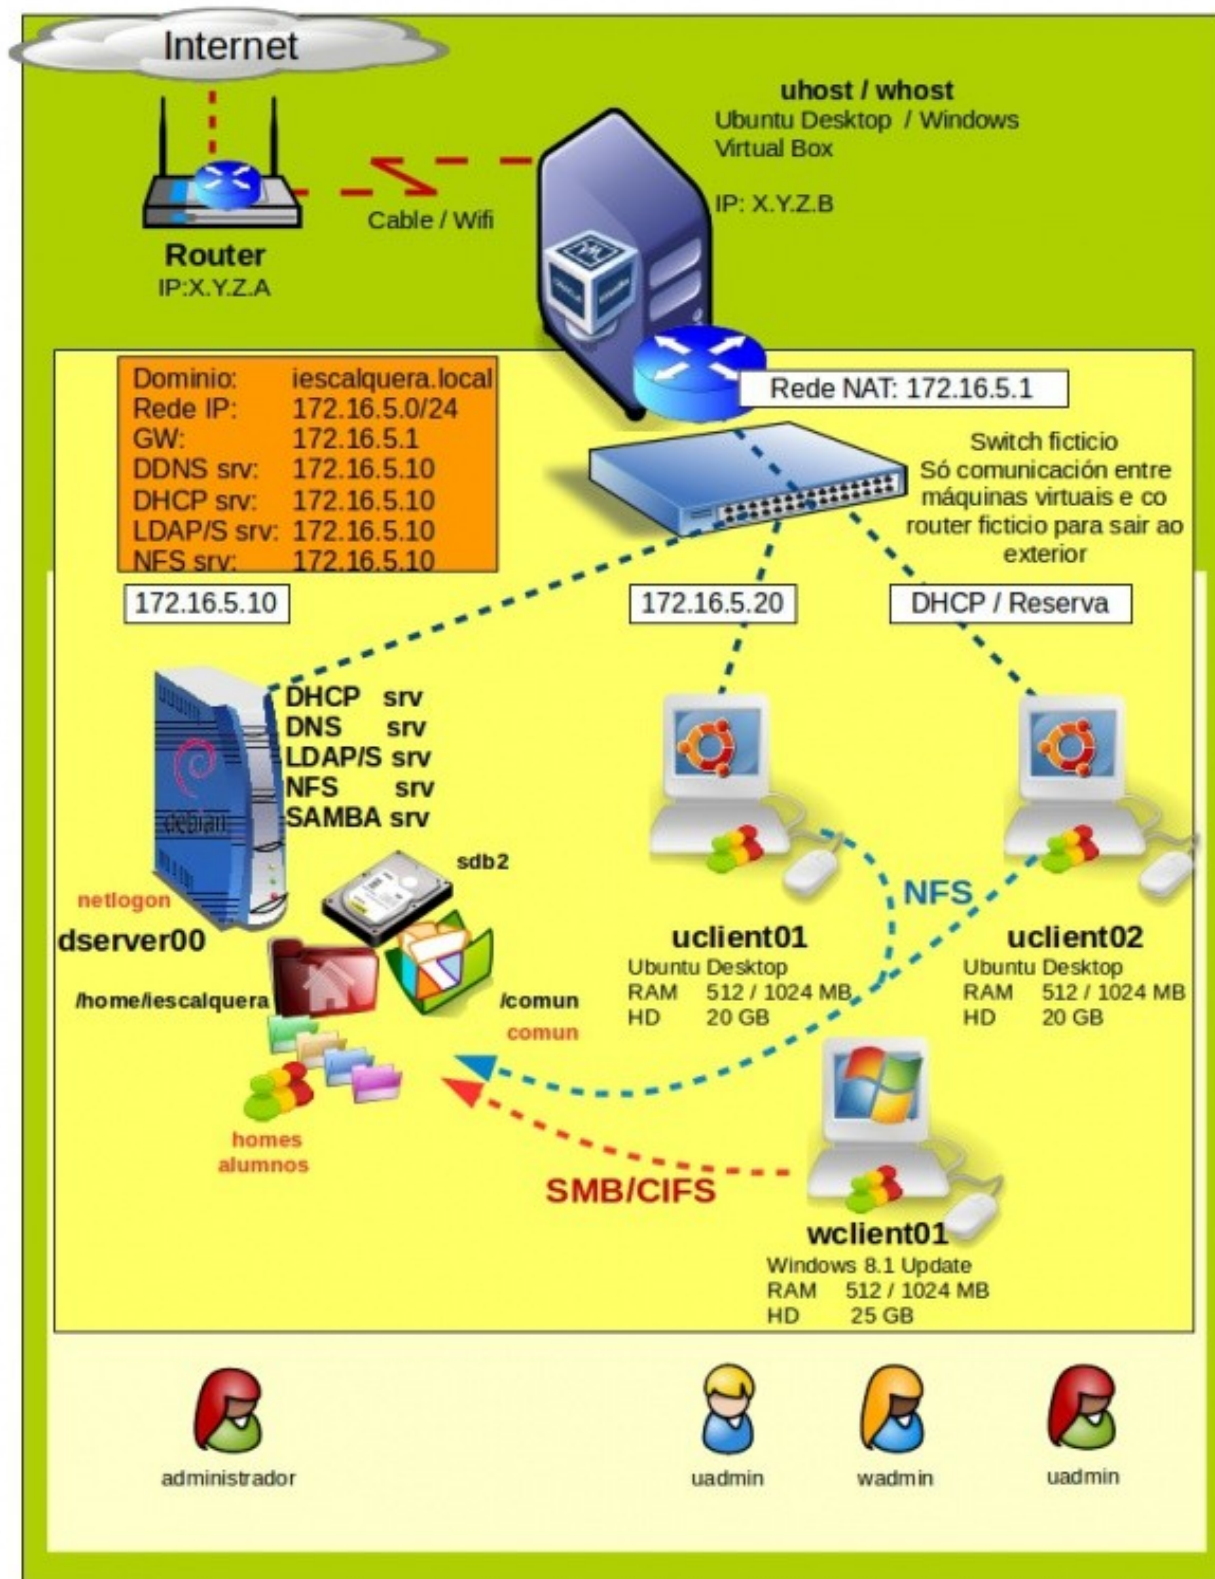 Internet
uhost / whost
Ubuntu Desktop / Windows
Virtual Box
IP: X.Y.Z.B
Cable / Wifi
Router
IP:X.Y.Z.A
Dominio: iescalquera.local
Rede IP: 172.16.5.0/24
GW: 172.16.5.1
DDNS srv: 172.16.5.10
DHCP srv: 172.16.5.10
LDAP/S srv: 172.16.5.10
NFS srv: 172.16.5.10
Rede NAT: 172.16.5.1
Switch ficticio
Só comunicación entre
máquinas virtuais e co
router ficticio para sair ao
exterior
172.16.5.10
172.16.5.20
DHCP / Reserva
DHCP srv
DNS srv
LDAP/S srv
NFS srv
SAMBA srv
debian
sdb2
netlogon
dserver00
/home/iescalquera
/comun
comun
homes
alumnos
NFS
uclient01
Ubuntu Desktop
RAM 512 / 1024 MB
HD 20 GB
uclient02
Ubuntu Desktop
RAM 512 / 1024 MB
HD 20 GB
SMB/CIFS
wclient01
Windows 8.1 Update
RAM 512 / 1024 MB
HD 25 GB
administrador
uadmin
wadmin
uadmin